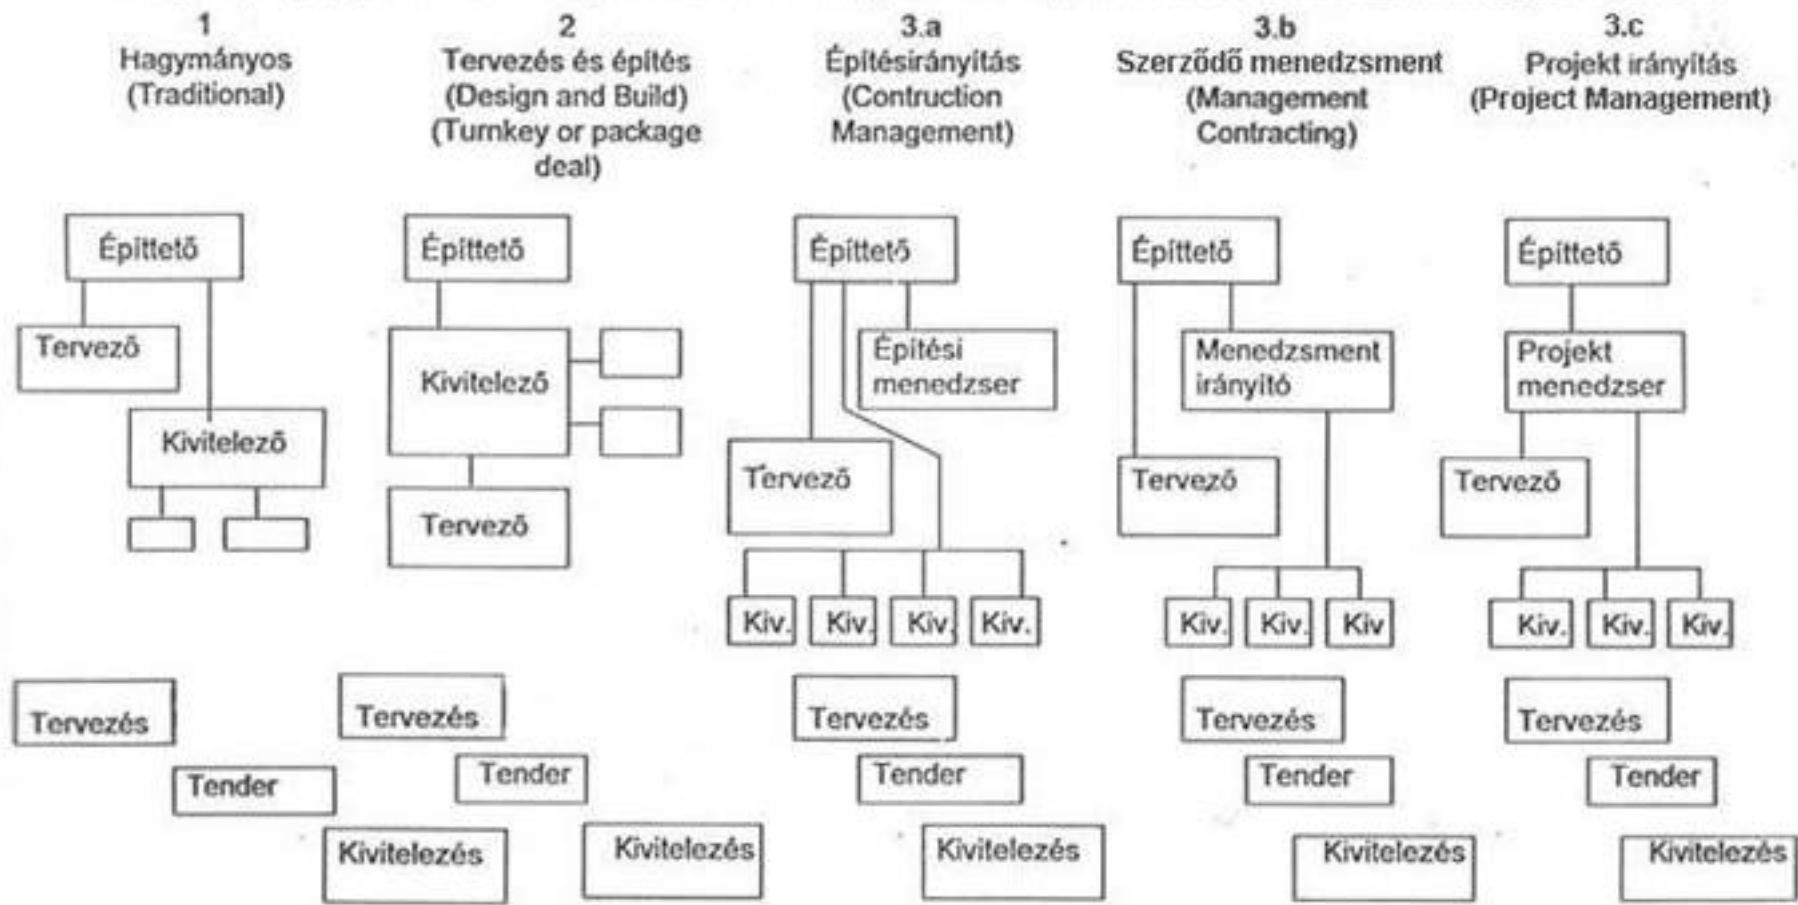 1
Hagymányos
(Traditional)
2
Tervezés és építés
(Design and Build)
(Turnkey or package
deal)
3.a
Építésirányítás
(Contruction
Management)
3.b
Szerződő menedzsment
(Management
Contracting)
3.c
Projekt irányítás
(Project Management)
Építtető
Tervező
Kivitelező
Építtető
Kivitelező
Tervező
Építtető
Építési
menedzser
Tervező
Kiv.
Kiv.
Kiv.
Kiv.
Építtető
Menedzsment
irányító
Tervező
Kiv.
Kiv.
Kiv
Építtető
Projekt
menedzser
Tervező
Kiv.
Kiv.
Kiv.
Tervezés
Tender
Kivitelezés
Tervezés
Tender
Kivitelezés
Tervezés
Tender
Kivitelezés
Tervezés
Tender
Kivitelezés
Tervezés
Tender
Kivitelezés